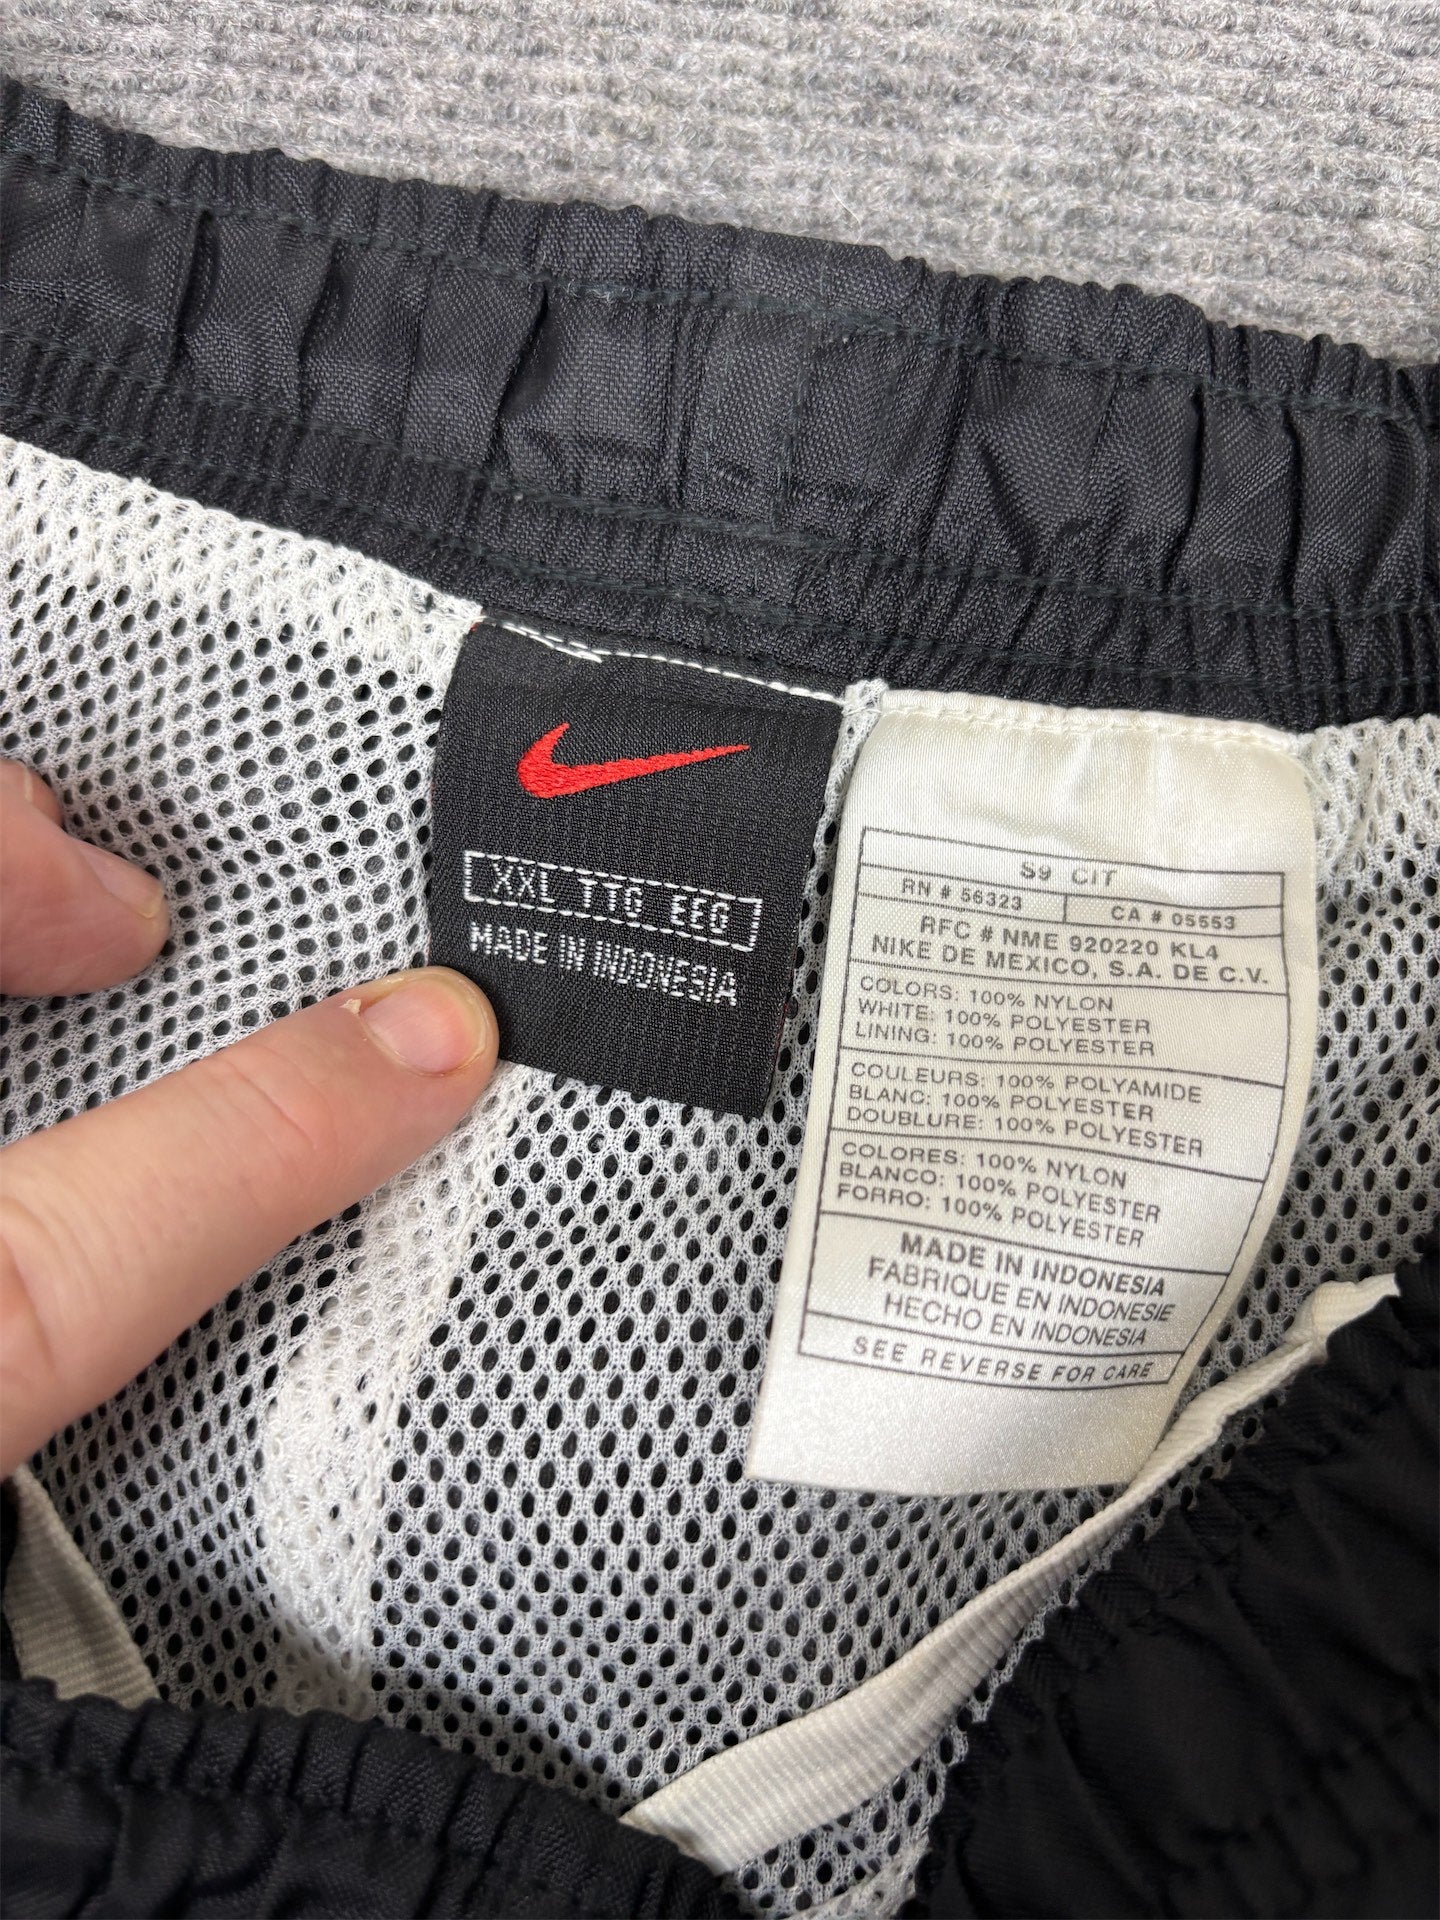 XXL TTG EEG
MADE IN INDONESIA
S9 CIT
RN # 56323 CA # 05553
RFC # NME 920220 KL4
NIKE DE MEXICO, S.A. DE C.V.
COLORS: 100% NYLON
WHITE: 100% POLYESTER
LINING: 100% POLYESTER
COULEURS: 100% POLYAMIDE
BLANC: 100% POLYESTER
DOUBLURE: 100% POLYESTER
COLORES: 100% NYLON
BLANCO: 100% POLYESTER
FORRO: 100% POLYESTER
MADE IN INDONESIA
FABRIQUE EN INDONESIE
HECHO EN INDONESIA
SEE REVERSE FOR CARE